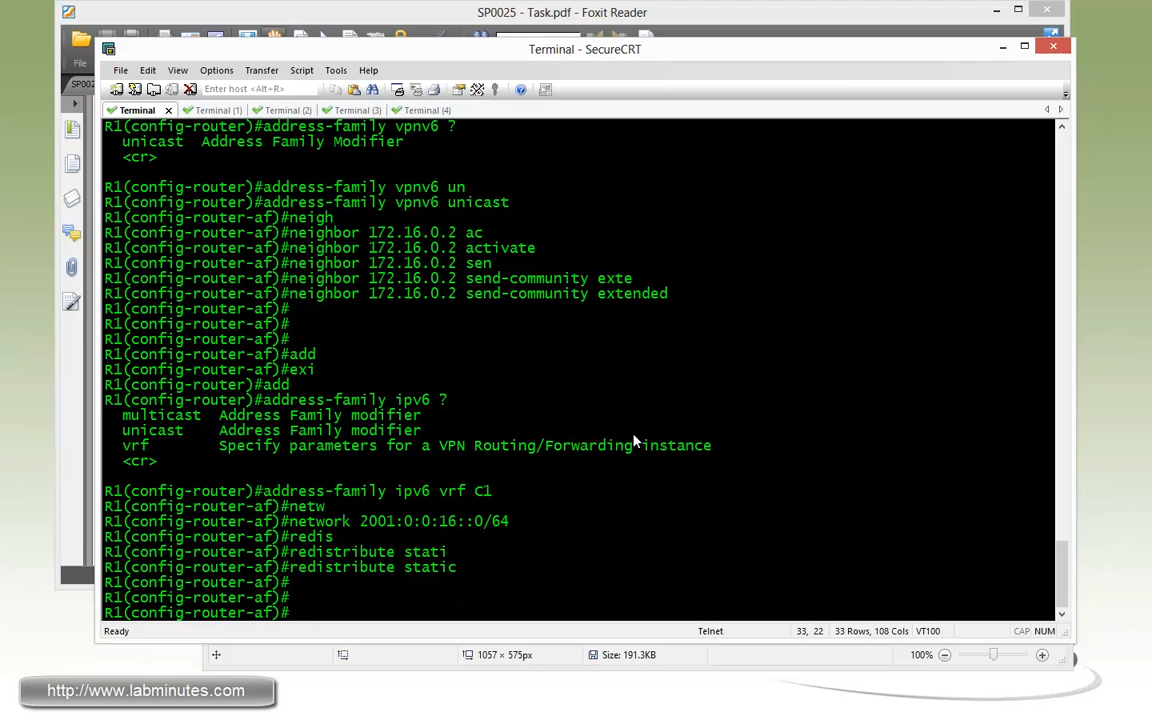 SP0025 - Task.pdf - Foxit Reader
File
SP002
Terminal - SecureCRT
File Edit View Options Transfer Script Tools Help
Enter host <Alt+R>
Terminal Terminal (1) Terminal (2) Terminal (3) Terminal (4)
R1(config-router)#address-family vpnv6 ?
unicast Address Family Modifier
<cr>
R1(config-router)#address-family vpnv6 un
R1(config-router)#address-family vpnv6 unicast
R1(config-router-af)#neigh
R1(config-router-af)#neighbor 172.16.0.2 ac
R1(config-router-af)#neighbor 172.16.0.2 activate
R1(config-router-af)#neighbor 172.16.0.2 sen
R1(config-router-af)#neighbor 172.16.0.2 send-community exte
R1(config-router-af)#neighbor 172.16.0.2 send-community extended
R1(config-router-af)#
R1(config-router-af)#
R1(config-router-af)#
R1(config-router-af)#add
R1(config-router-af)#exi
R1(config-router)#add
R1(config-router)#address-family ipv6 ?
multicast Address Family modifier
unicast Address Family modifier
vrf Specify parameters for a VPN Routing/Forwarding instance
<cr>
R1(config-router)#address-family ipv6 vrf C1
R1(config-router-af)#netw
R1(config-router-af)#network 2001:0:0:16::0/64
R1(config-router-af)#redis
R1(config-router-af)#redistribute stati
R1(config-router-af)#redistribute static
R1(config-router-af)#
R1(config-router-af)#
R1(config-router-af)#
Ready Telnet 33, 22 33 Rows, 108 Cols VT100 CAP NUM
1057 × 575px Size: 191.3KB 100%
http://www.labminutes.com